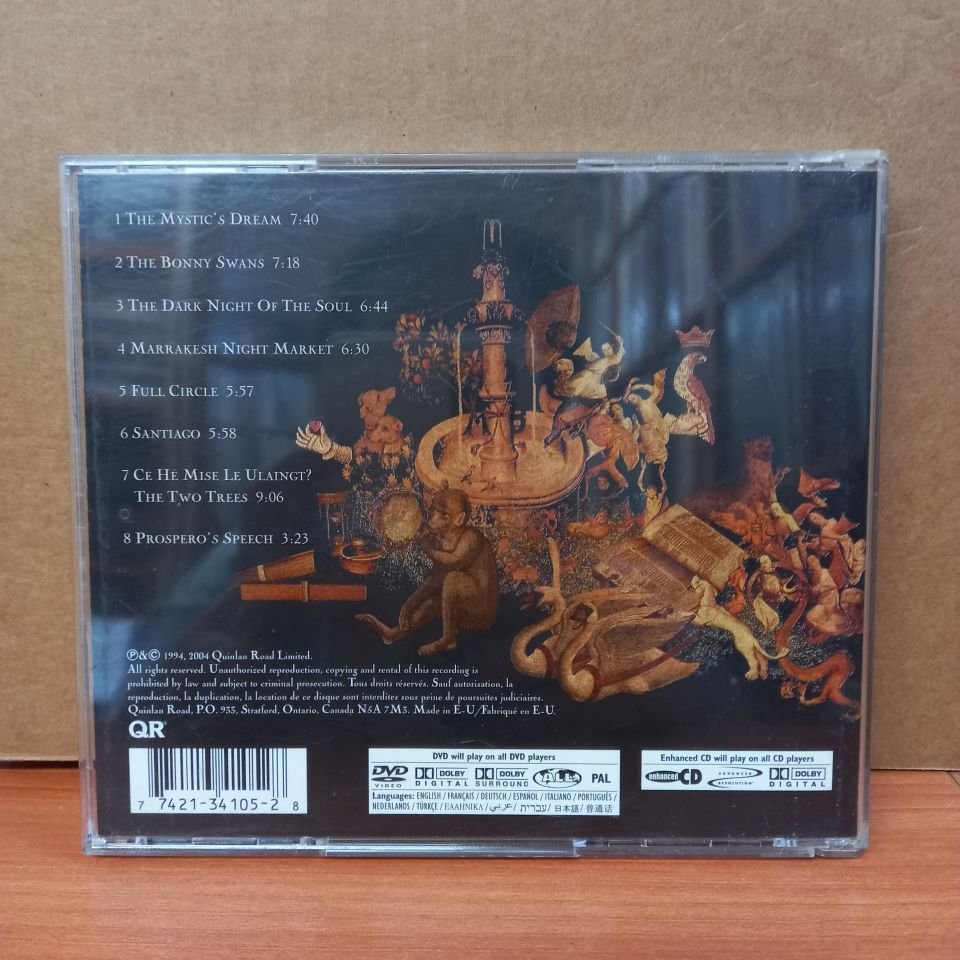 1 The Mystic's Dream 7:40
2 The Bonny Swans 7:18
3 The Dark Night Of The Soul 6:44
4 Marrakesh Night Market 6:30
5 Full Circle 5:57
6 Santiago 5:58
7 Cé Hé Mise Le Ulaingt?
The Two Trees 9:06
8 Prospero's Speech 3:23
℗&© 1994, 2004 Quinlan Road Limited.
All rights reserved. Unauthorized reproduction, copying and rental of this recording is
prohibited by law and subject to criminal prosecution. Tous droits réservés. Sauf autorisation, la
reproduction, la duplication, la location de ce disque sont interdites sous peine de poursuites judiciaires.
Quinlan Road, P.O. 933, Stratford, Ontario, Canada N5A 7M3. Made in E-U/Fabriqué en E-U.
QR
7 7421-34105-2 8
DVD will play on all DVD players
DVD VIDEO DOLBY DIGITAL DOLBY SURROUND ALL PAL
Languages: ENGLISH / FRANÇAIS / DEUTSCH / ESPAÑOL / ITALIANO / PORTUGUÊS /
NEDERLANDS / TÜRKÇE / ΕΛΛΗΝΙΚΑ / عربي / עברית / 日本語 / 普通话
Enhanced CD will play on all CD players
enhanced CD ADVANCED RESOLUTION DOLBY DIGITAL